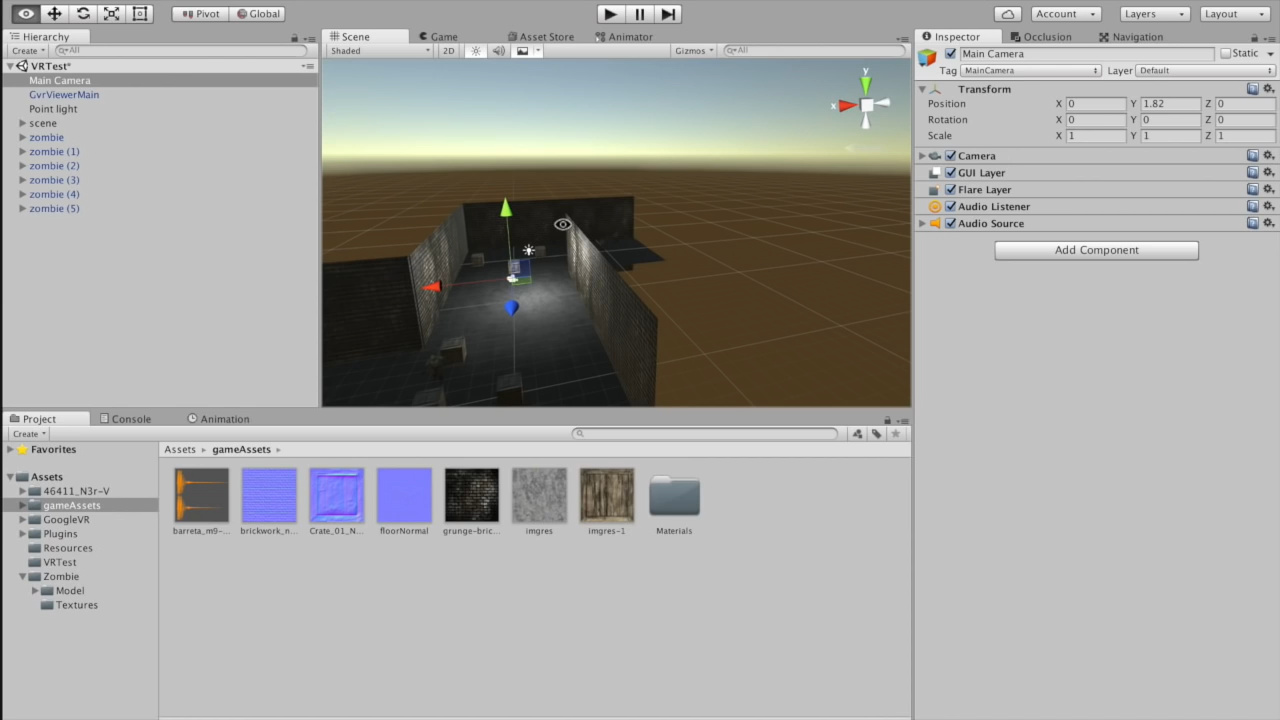 Pivot Global Account Layers Layout
Hierarchy
Create All
VRTest*
Main Camera
GvrViewerMain
Point light
scene
zombie
zombie (1)
zombie (2)
zombie (3)
zombie (4)
zombie (5)
Scene Game Asset Store Animator
Shaded 2D Gizmos All
y
x
Inspector Occlusion Navigation
Main Camera Static
Tag MainCamera Layer Default
Transform
Position X 0 Y 1.82 Z 0
Rotation X 0 Y 0 Z 0
Scale X 1 Y 1 Z 1
Camera
GUI Layer
Flare Layer
Audio Listener
Audio Source
Add Component
Project Console Animation
Create
Favorites
Assets
46411_N3r-V
gameAssets
GoogleVR
Plugins
Resources
VRTest
Zombie
Model
Textures
Assets gameAssets
barreta_m9-... brickwork_n... Crate_01_N... floorNormal grunge-bric... imgres imgres-1 Materials